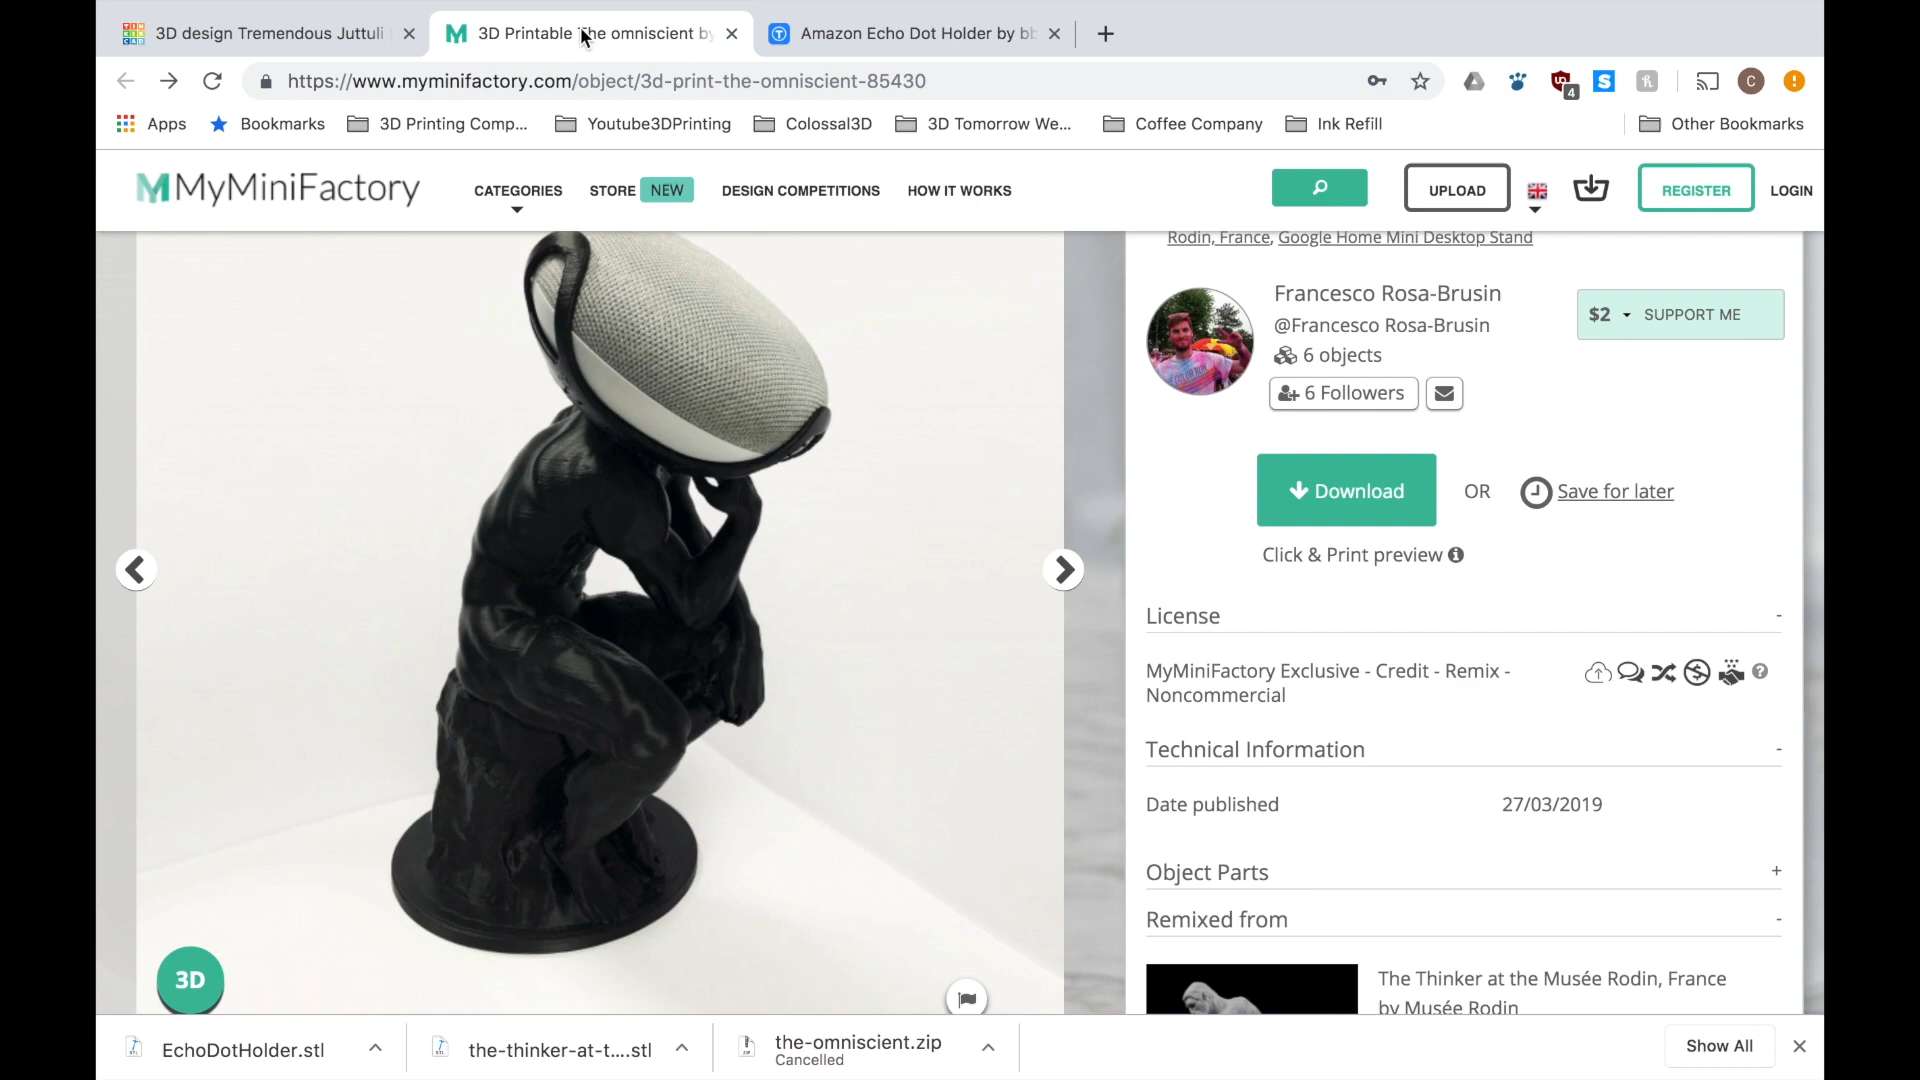 3D design Tremendous Juttuli
3D Printable The omniscient by
Amazon Echo Dot Holder by bb
https://www.myminifactory.com/object/3d-print-the-omniscient-85430
4
C
Apps
Bookmarks
3D Printing Comp...
Youtube3DPrinting
Colossal3D
3D Tomorrow We...
Coffee Company
Ink Refill
Other Bookmarks
MyMiniFactory
CATEGORIES
STORE NEW
DESIGN COMPETITIONS
HOW IT WORKS
UPLOAD
REGISTER
LOGIN
Rodin, France, Google Home Mini Desktop Stand
Francesco Rosa-Brusin
@Francesco Rosa-Brusin
6 objects
6 Followers
$2 SUPPORT ME
Download
OR
Save for later
Click & Print preview
License -
MyMiniFactory Exclusive - Credit - Remix -
Noncommercial
Technical Information -
Date published 27/03/2019
Object Parts +
Remixed from -
The Thinker at the Musée Rodin, France
by Musée Rodin
3D
EchoDotHolder.stl
the-thinker-at-t....stl
the-omniscient.zip
Cancelled
Show All